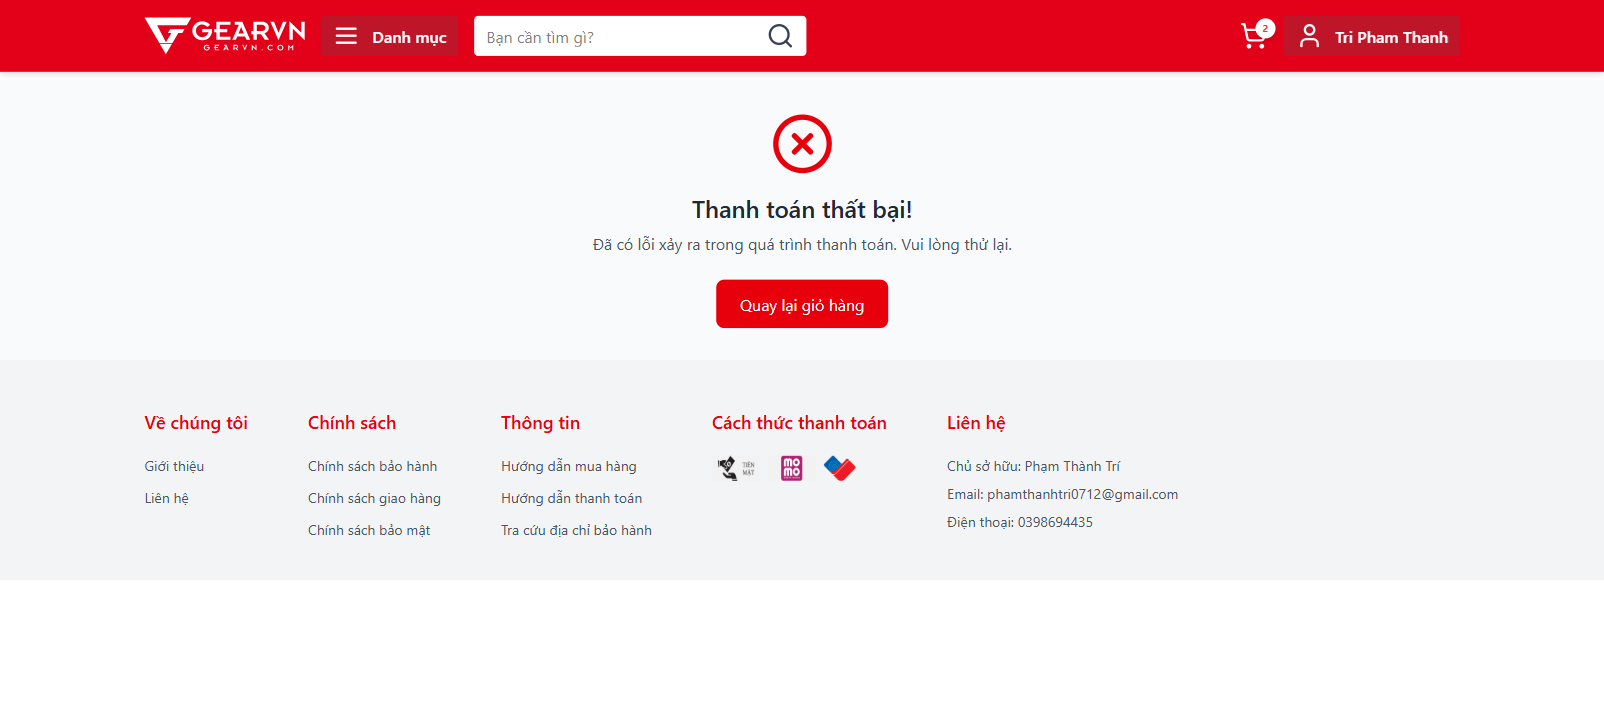 GEARVN
GEARVN.COM
Danh mục
Bạn cần tìm gì?
2
Tri Pham Thanh
Thanh toán thất bại!
Đã có lỗi xảy ra trong quá trình thanh toán. Vui lòng thử lại.
Quay lại giỏ hàng
Về chúng tôi
Giới thiệu
Liên hệ
Chính sách
Chính sách bảo hành
Chính sách giao hàng
Chính sách bảo mật
Thông tin
Hướng dẫn mua hàng
Hướng dẫn thanh toán
Tra cứu địa chỉ bảo hành
Cách thức thanh toán
TIỀN
MẶT
mo
mo
Liên hệ
Chủ sở hữu: Phạm Thành Trí
Email: phamthanhtri0712@gmail.com
Điện thoại: 0398694435